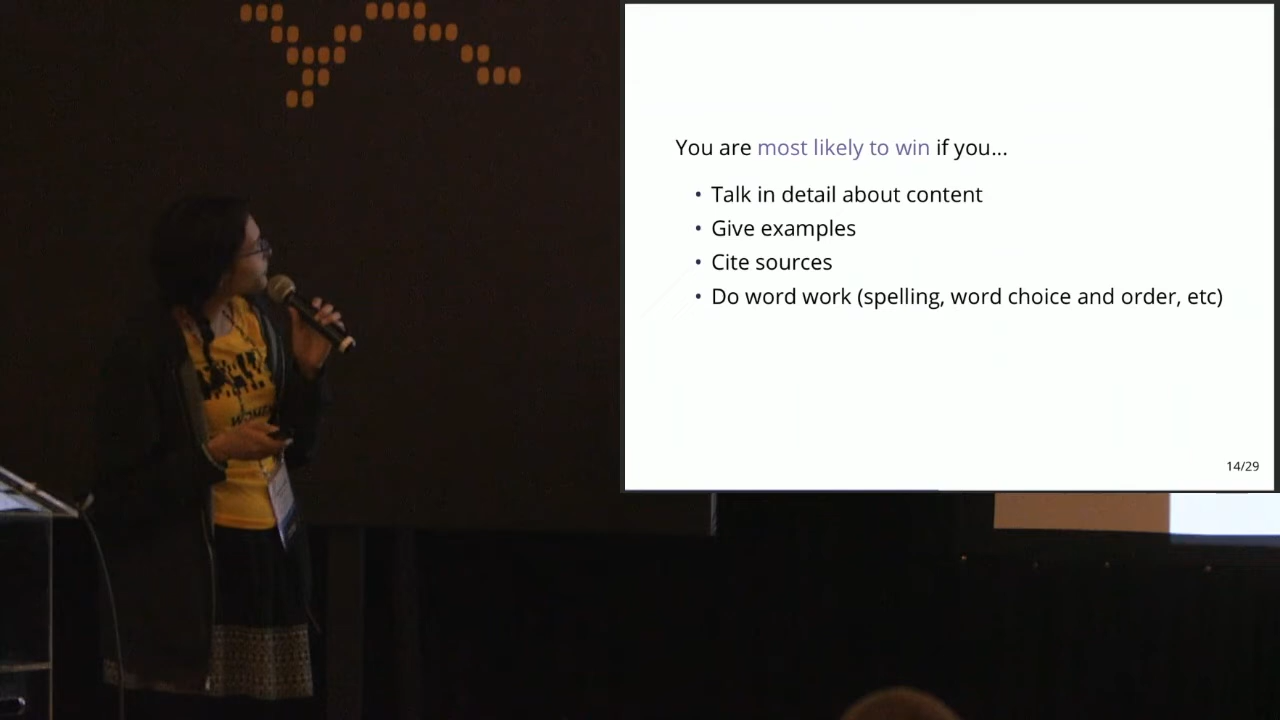 You are most likely to win if you...
• Talk in detail about content
• Give examples
• Cite sources
• Do word work (spelling, word choice and order, etc)
14/29